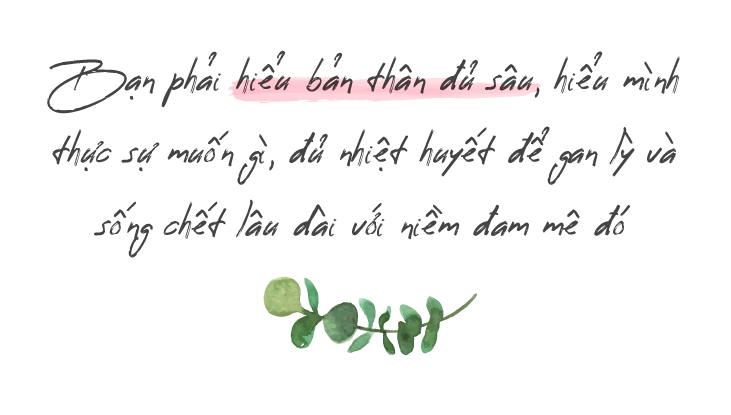 Bạn phải hiểu bản thân đủ sâu, hiểu mình
thực sự muốn gì, đủ nhiệt huyết để gan lỳ và
sống chết lâu dài với niềm đam mê đó